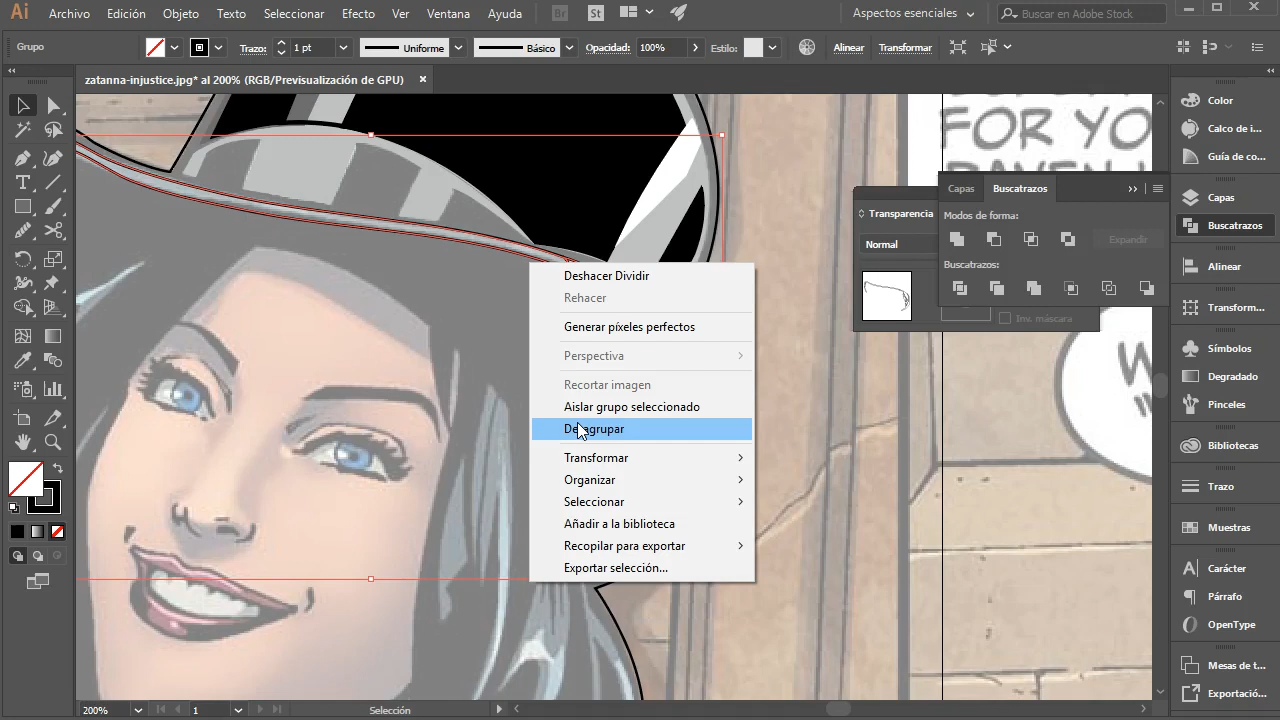 Ai Archivo Edición Objeto Texto Seleccionar Efecto Ver Ventana Ayuda Br St Aspectos esenciales Buscar en Adobe Stock
Grupo Trazo: 1 pt Uniforme Básico Opacidad: 100% Estilo: Alinear Transformar
zatanna-injustice.jpg* al 200% (RGB/Previsualización de GPU) ×
FOR YO
Capas Buscatrazos
Modos de forma:
Expandir
Buscatrazos:
Transparencia
Normal
Inv. máscara
Deshacer Dividir
Rehacer
Generar píxeles perfectos
Perspectiva
Recortar imagen
Aislar grupo seleccionado
Desagrupar
Transformar
Organizar
Seleccionar
Añadir a la biblioteca
Recopilar para exportar
Exportar selección...
Color
Calco de i...
Guía de co...
Capas
Buscatrazos
Alinear
Transform...
Símbolos
Degradado
Pinceles
Bibliotecas
Trazo
Muestras
Carácter
Párrafo
OpenType
Mesas de t...
Exportació...
200% 1 Selección